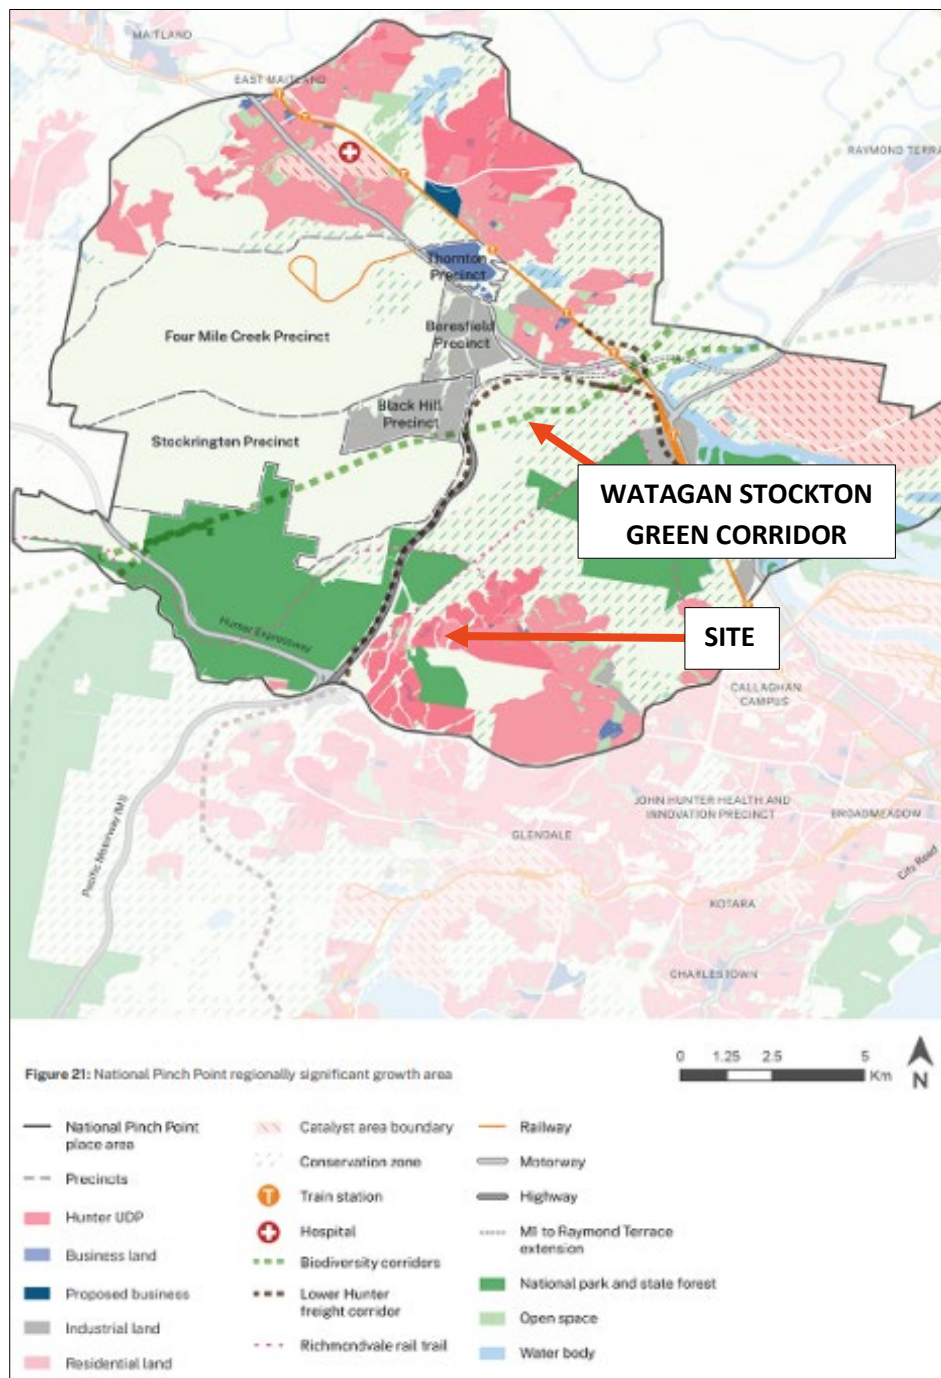 MAITLAND
EAST MAITLAND
RAYMOND TERRA
Thornton
Precinct
Four Mile Creek Precinct
Beresfield
Precinct
Black Hill
Precinct
Stockrington Precinct
WATAGAN STOCKTON
GREEN CORRIDOR
Hunter Expressway
SITE
CALLAGHAN
CAMPUS
Pacific Motorway (M1)
JOHN HUNTER HEALTH AND
INNOVATION PRECINCT
BROADMEADOW
GLENDALE
City Road
KOTARA
CHARLESTOWN
Figure 21: National Pinch Point regionally significant growth area
0 1.25 2.5 5
Km
N
National Pinch Point
place area
Precincts
Hunter UDP
Business land
Proposed business
Industrial land
Residential land
Catalyst area boundary
Conservation zone
T Train station
Hospital
Biodiversity corridors
Lower Hunter
freight corridor
Richmondvale rail trail
Railway
Motorway
Highway
M1 to Raymond Terrace
extension
National park and state forest
Open space
Water body